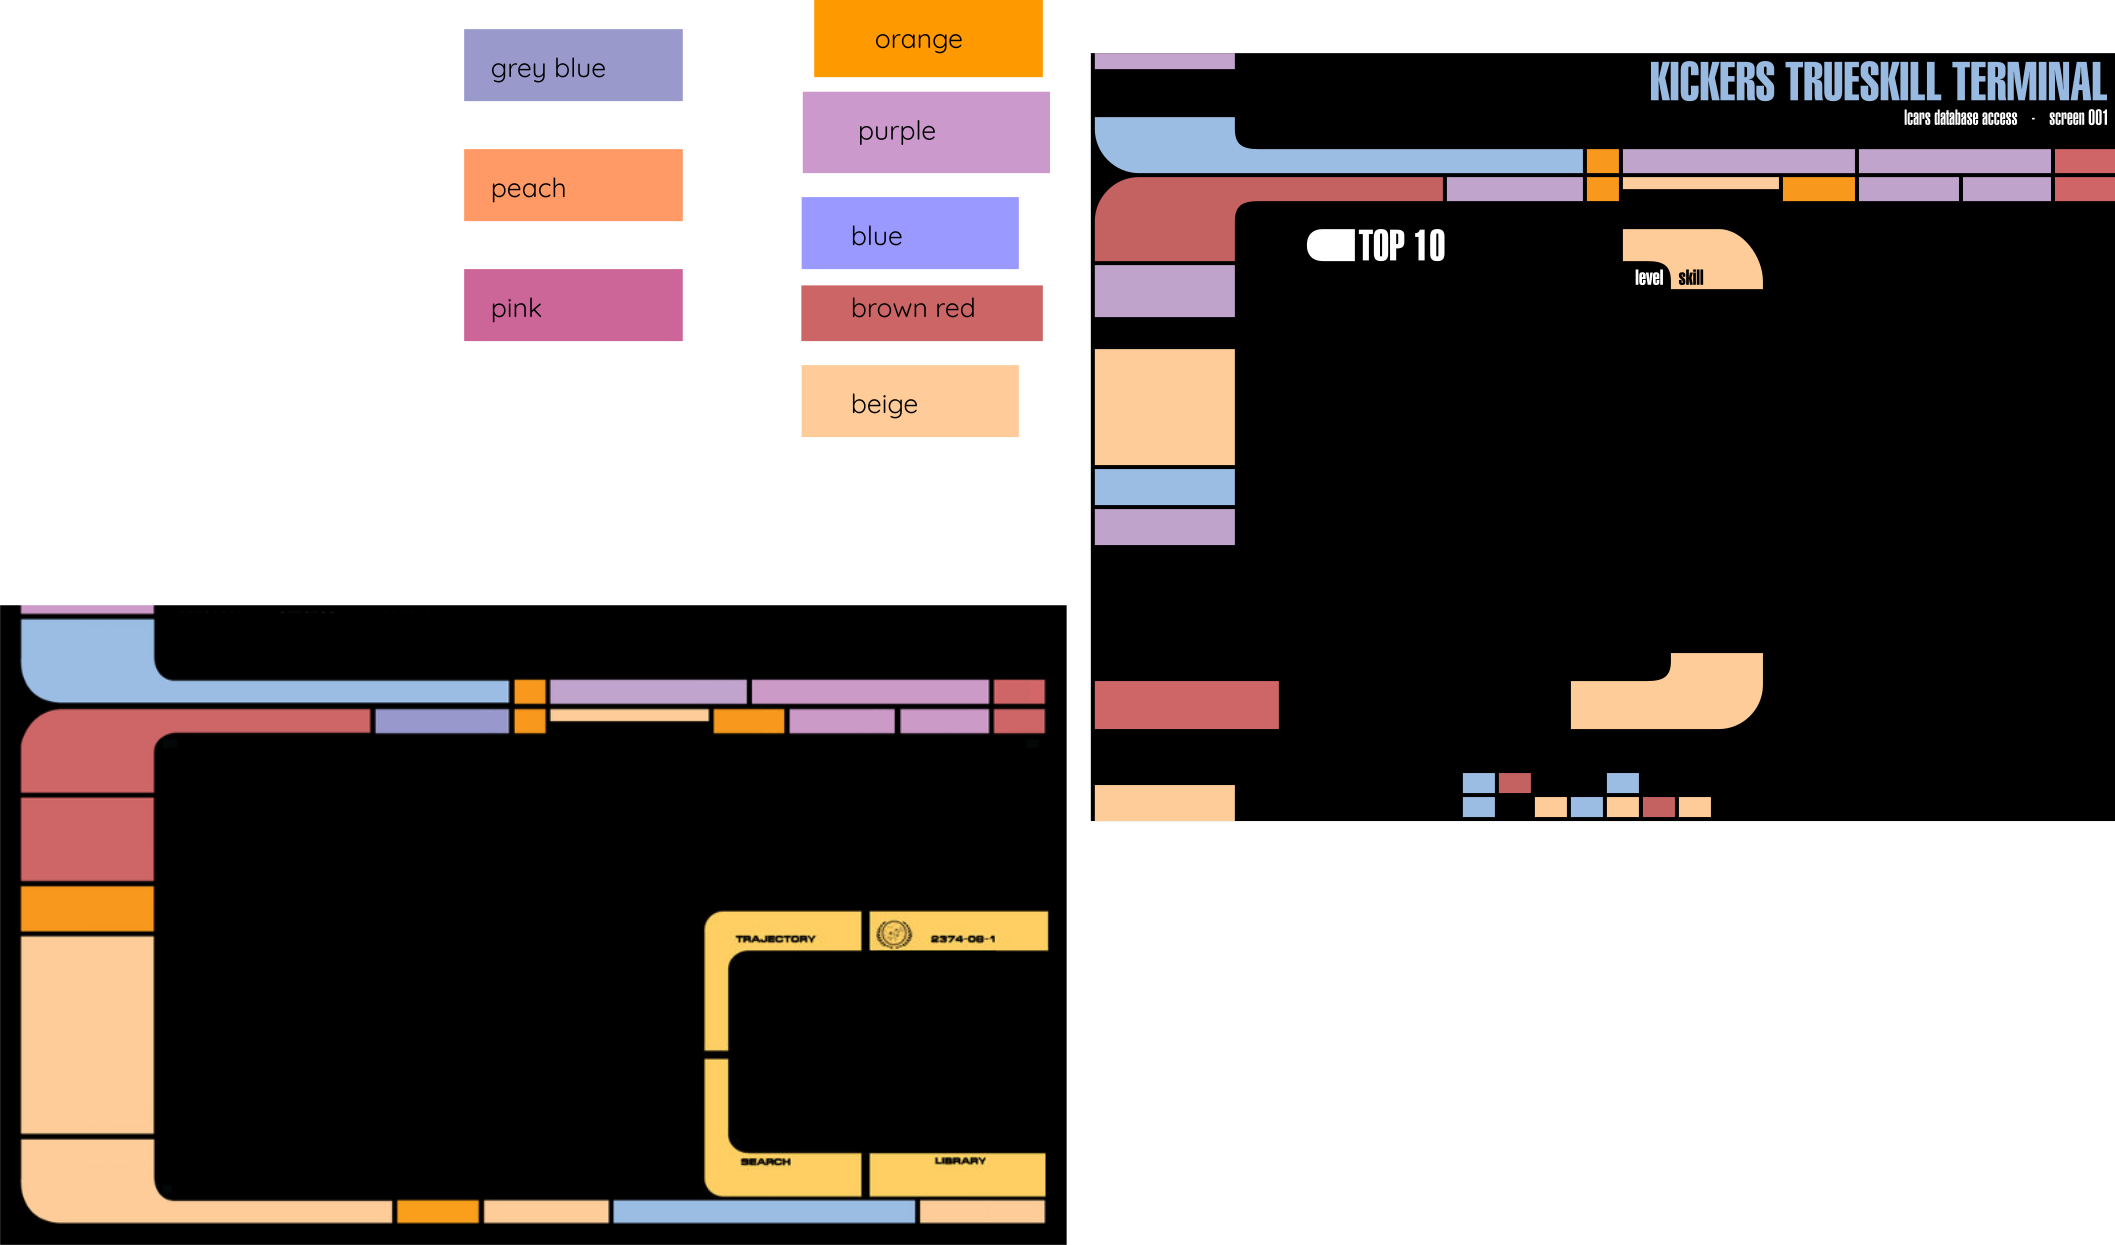 grey blue
peach
pink
orange
purple
blue
brown red
beige
KICKERS TRUESKILL TERMINAL
lcars database access - screen 001
TOP 10
level skill
TRAJECTORY
2374-08-1
SEARCH
LIBRARY